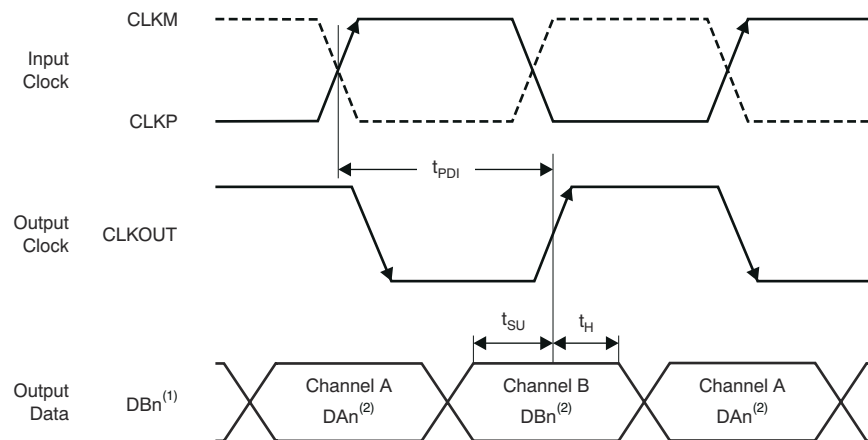 CLKM
Input
Clock
CLKP
tPDI
Output
Clock
CLKOUT
tSU
tH
Output
Data
DBn(1)
Channel A
DAn(2)
Channel B
DBn(2)
Channel A
DAn(2)